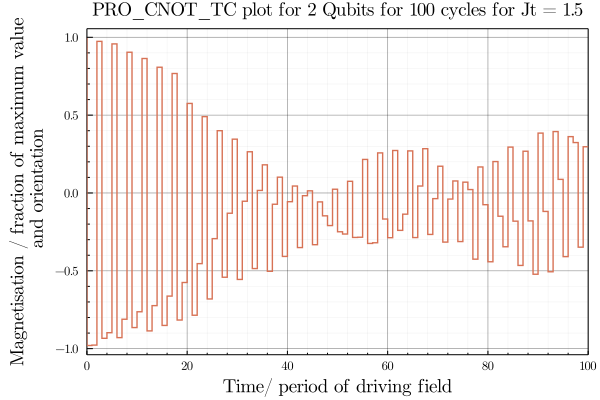 PRO_CNOT_TC plot for 2 Qubits for 100 cycles for Jt = 1.5
Magnetisation / fraction of maximum value
and orientation
1.0
0.5
0.0
−0.5
−1.0
0 20 40 60 80 100
Time/ period of driving field